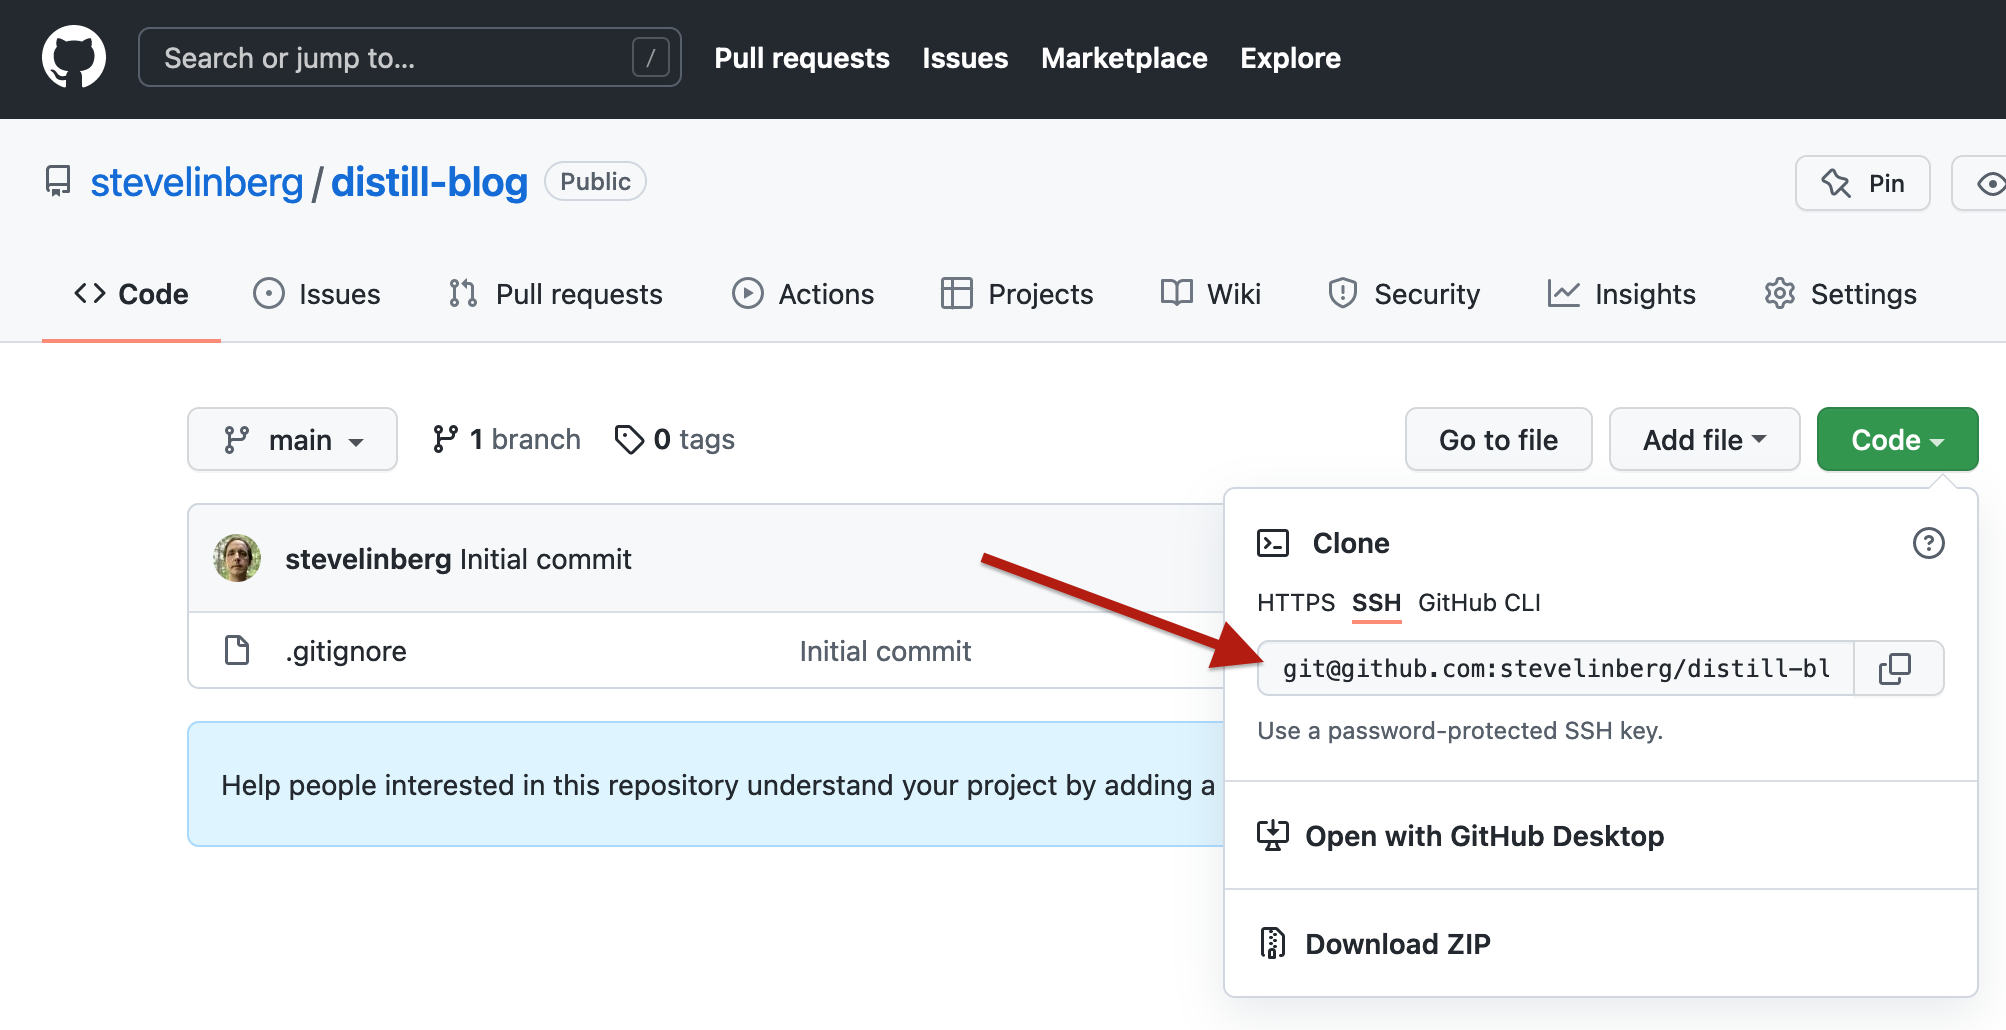 Search or jump to... /
Pull requests Issues Marketplace Explore
stevelinberg / distill-blog Public
Pin
Code Issues Pull requests Actions Projects Wiki Security Insights Settings
main 1 branch 0 tags
Go to file Add file Code
stevelinberg Initial commit
.gitignore Initial commit
Help people interested in this repository understand your project by adding a
Clone
HTTPS SSH GitHub CLI
git@github.com:stevelinberg/distill-bl
Use a password-protected SSH key.
Open with GitHub Desktop
Download ZIP